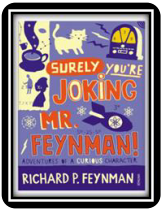 SURELY YOU'RE
JOKING
MR.
FEYNMAN!
ADVENTURES OF A CURIOUS CHARACTER
RICHARD P. FEYNMAN